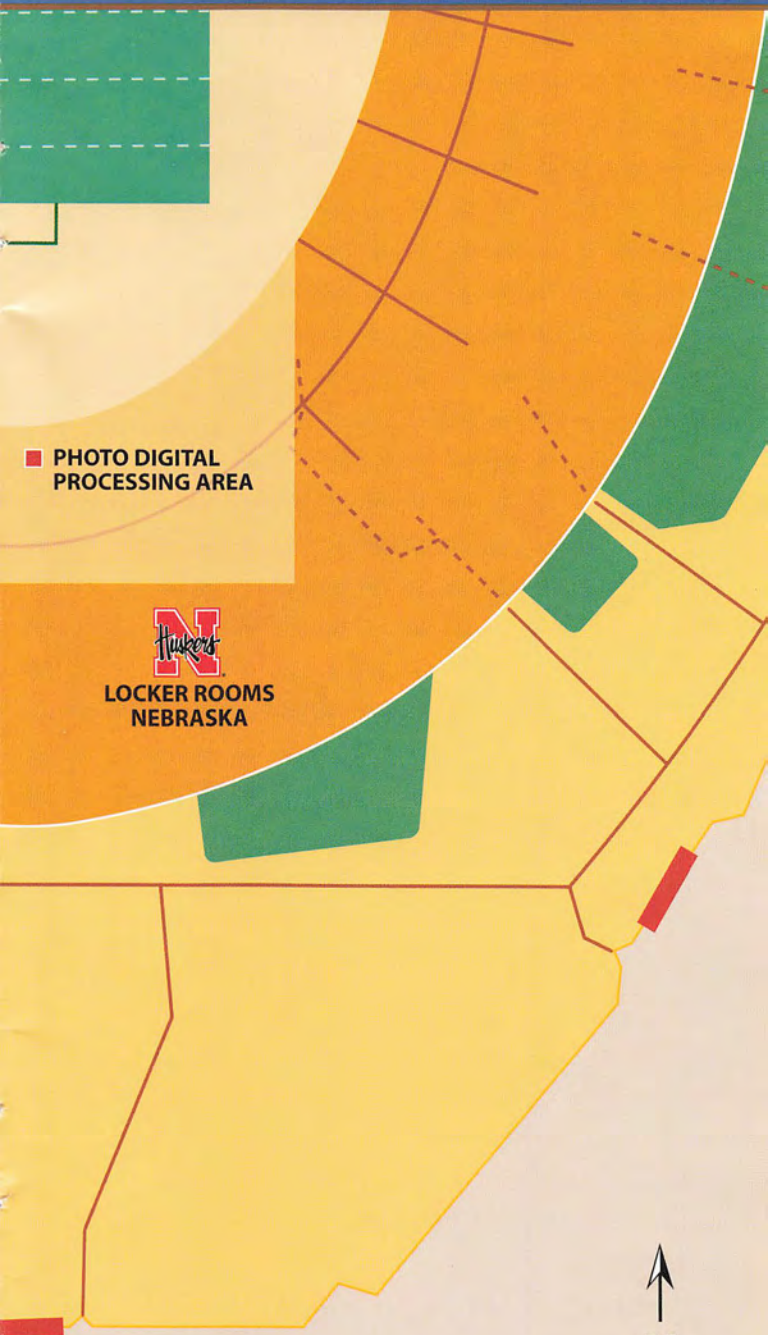 PHOTO DIGITAL
PROCESSING AREA
N
Huskers
LOCKER ROOMS
NEBRASKA